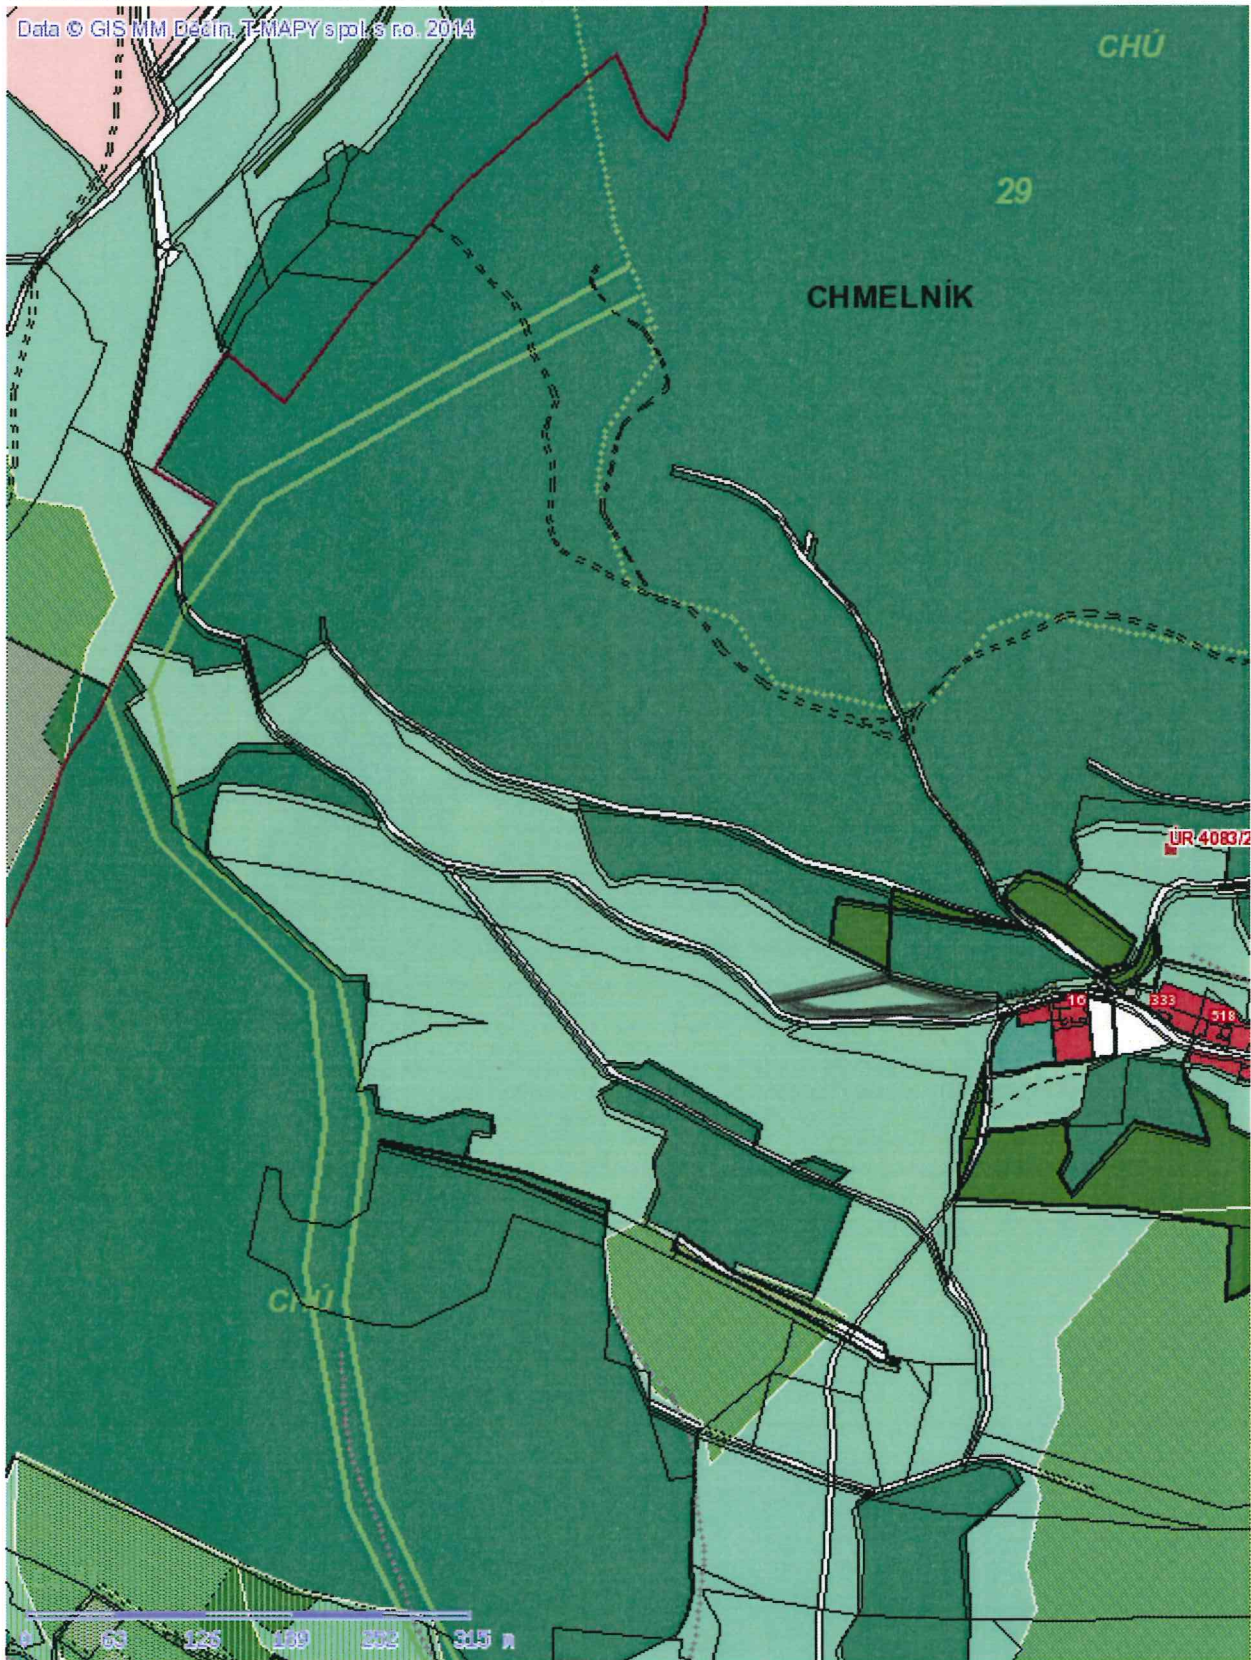 Data © GIS MM Děčín, T-MAPY spol. s r.o. 2014
CHÚ
29
CHMELNÍK
ÚR 4083/2
16
333
518
CHÚ
0 63 126 189 252 315 m